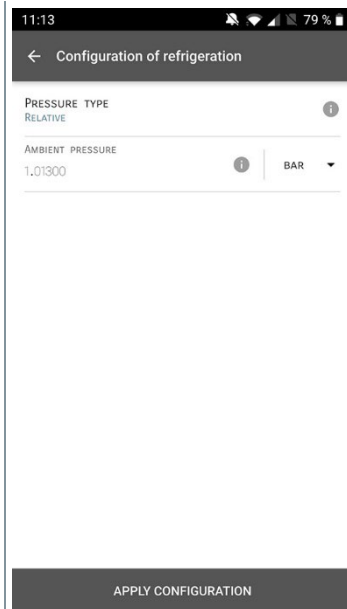 11:13 79 %
Configuration of refrigeration
PRESSURE TYPE
RELATIVE
AMBIENT PRESSURE
1.01300 BAR
APPLY CONFIGURATION